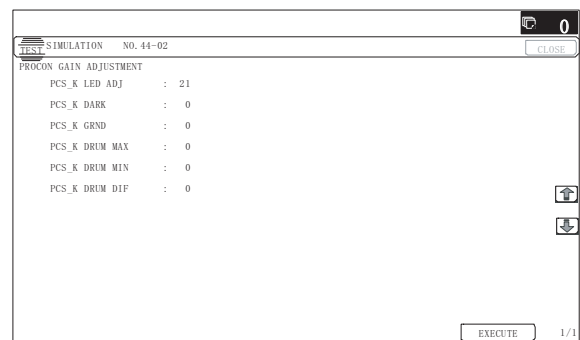 0
TEST SIMULATION NO. 44-02 CLOSE
PROCON GAIN ADJUSTMENT
PCS_K LED ADJ : 21
PCS_K DARK : 0
PCS_K GRND : 0
PCS_K DRUM MAX : 0
PCS_K DRUM MIN : 0
PCS_K DRUM DIF : 0
EXECUTE 1/1